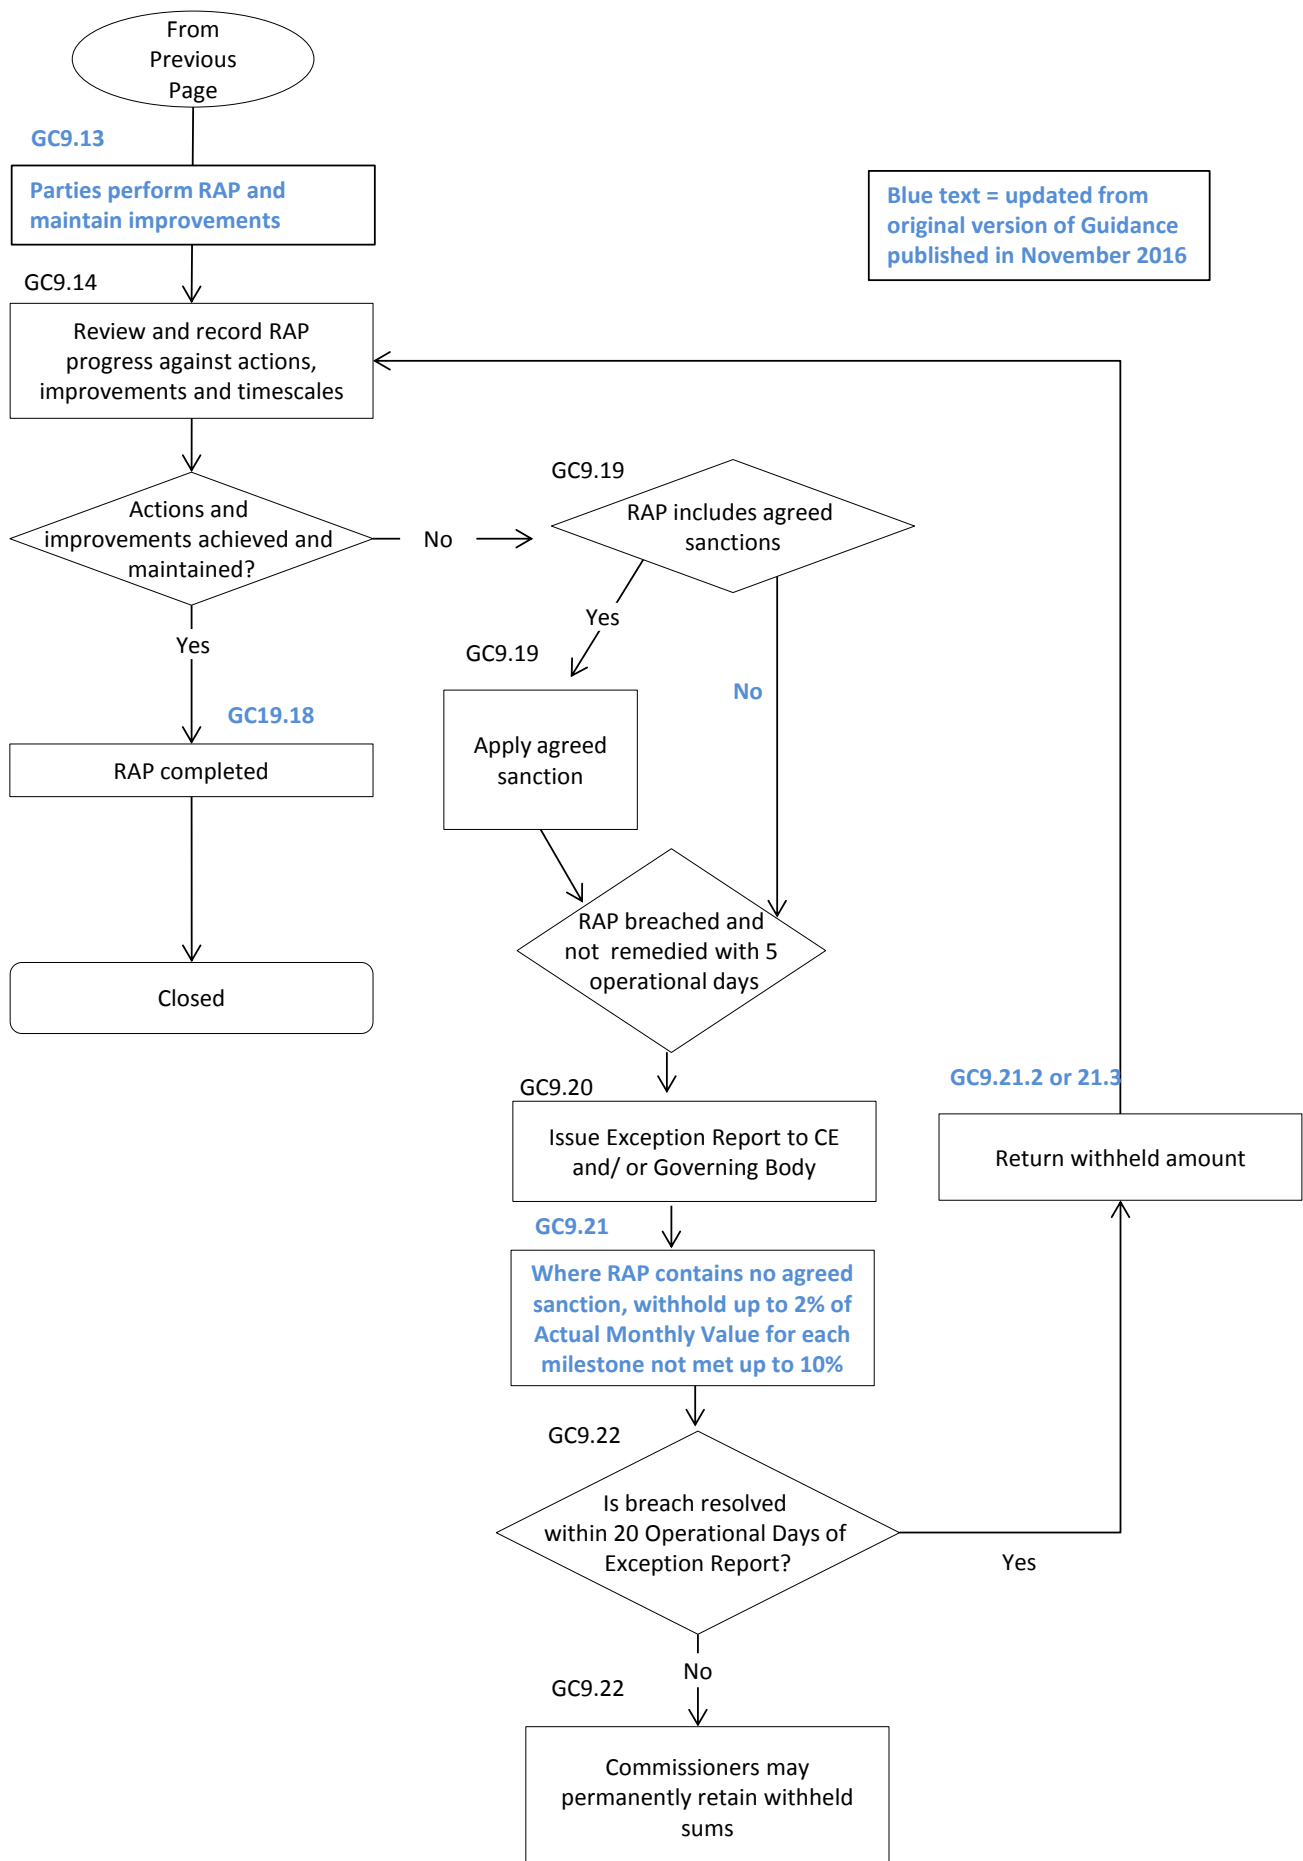 From
Previous
Page
GC9.13
Parties perform RAP and
maintain improvements
Blue text = updated from
original version of Guidance
published in November 2016
GC9.14
Review and record RAP
progress against actions,
improvements and timescales
GC9.19
Actions and
improvements achieved and
maintained?
No
RAP includes agreed
sanctions
Yes
Yes
GC9.19
No
GC19.18
RAP completed
Apply agreed
sanction
RAP breached and
not remedied with 5
operational days
Closed
GC9.20
GC9.21.2 or 21.3
Issue Exception Report to CE
and/ or Governing Body
Return withheld amount
GC9.21
Where RAP contains no agreed
sanction, withhold up to 2% of
Actual Monthly Value for each
milestone not met up to 10%
GC9.22
Is breach resolved
within 20 Operational Days of
Exception Report?
Yes
No
GC9.22
Commissioners may
permanently retain withheld
sums